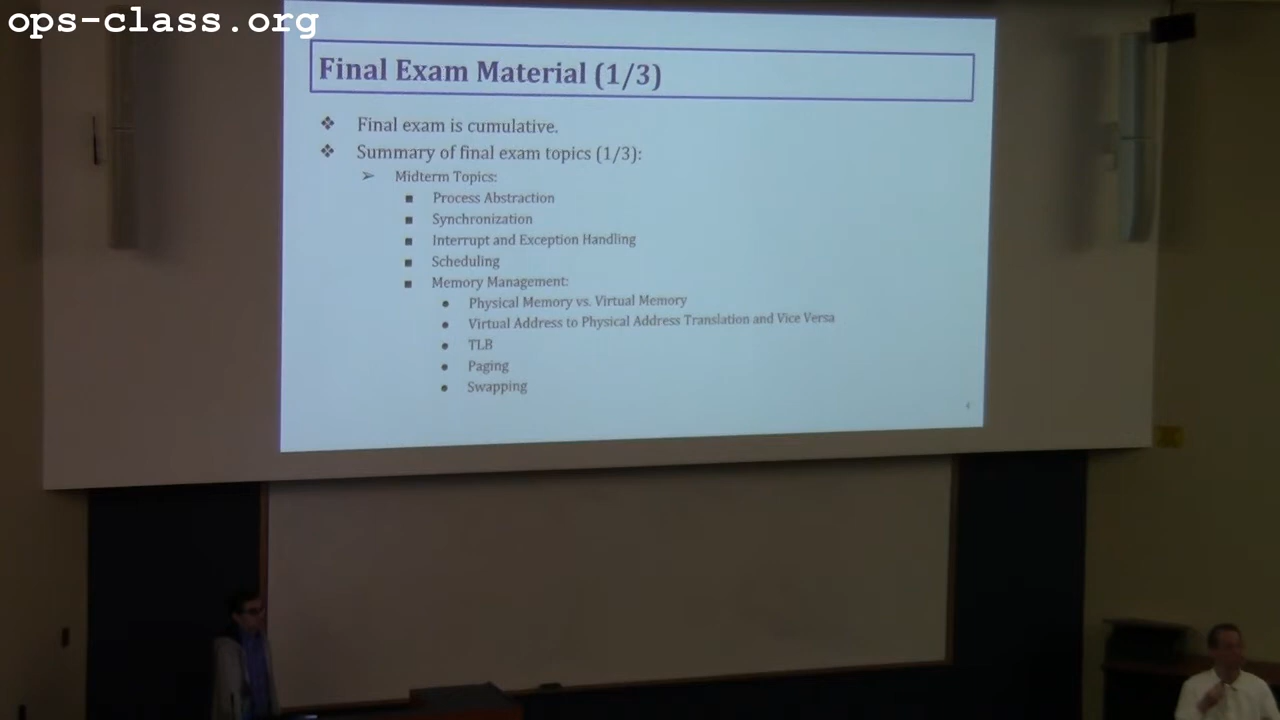 ops-class.org
Final Exam Material (1/3)
❖ Final exam is cumulative.
❖ Summary of final exam topics (1/3):
➢ Midterm Topics:
■ Process Abstraction
■ Synchronization
■ Interrupt and Exception Handling
■ Scheduling
■ Memory Management:
● Physical Memory vs. Virtual Memory
● Virtual Address to Physical Address Translation and Vice Versa
● TLB
● Paging
● Swapping